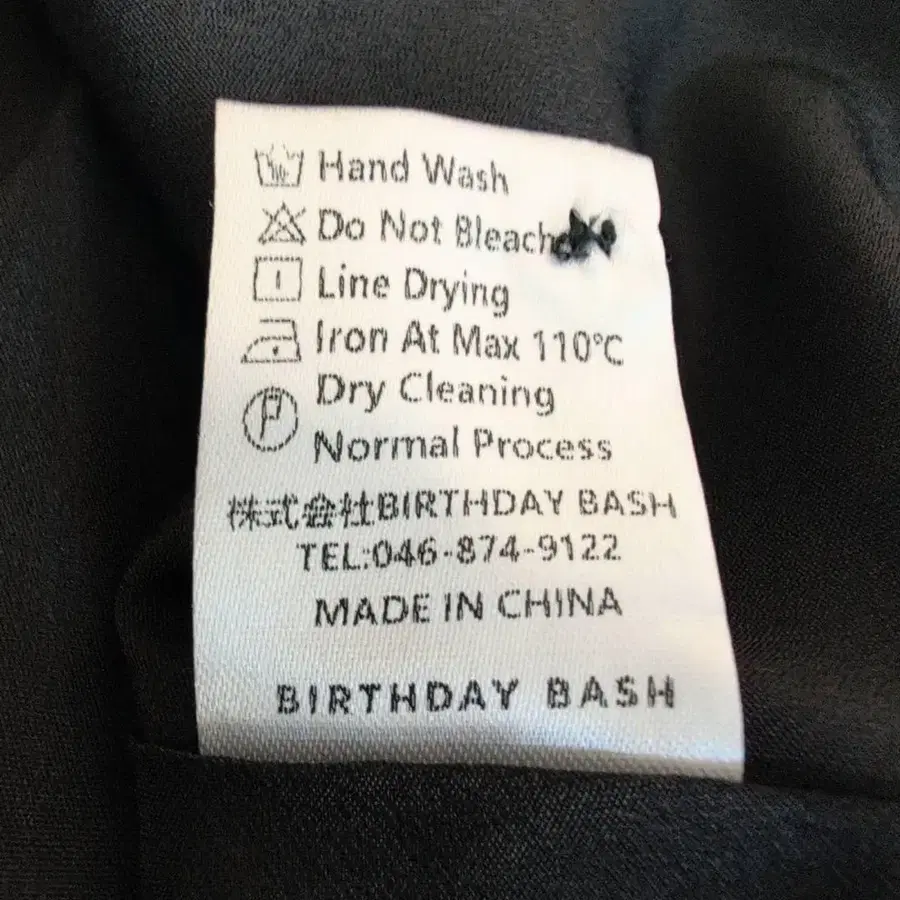 Hand Wash
Do Not Bleach
Line Drying
Iron At Max 110℃
Dry Cleaning
Normal Process
株式会社BIRTHDAY BASH
TEL:046-874-9122
MADE IN CHINA
BIRTHDAY BASH